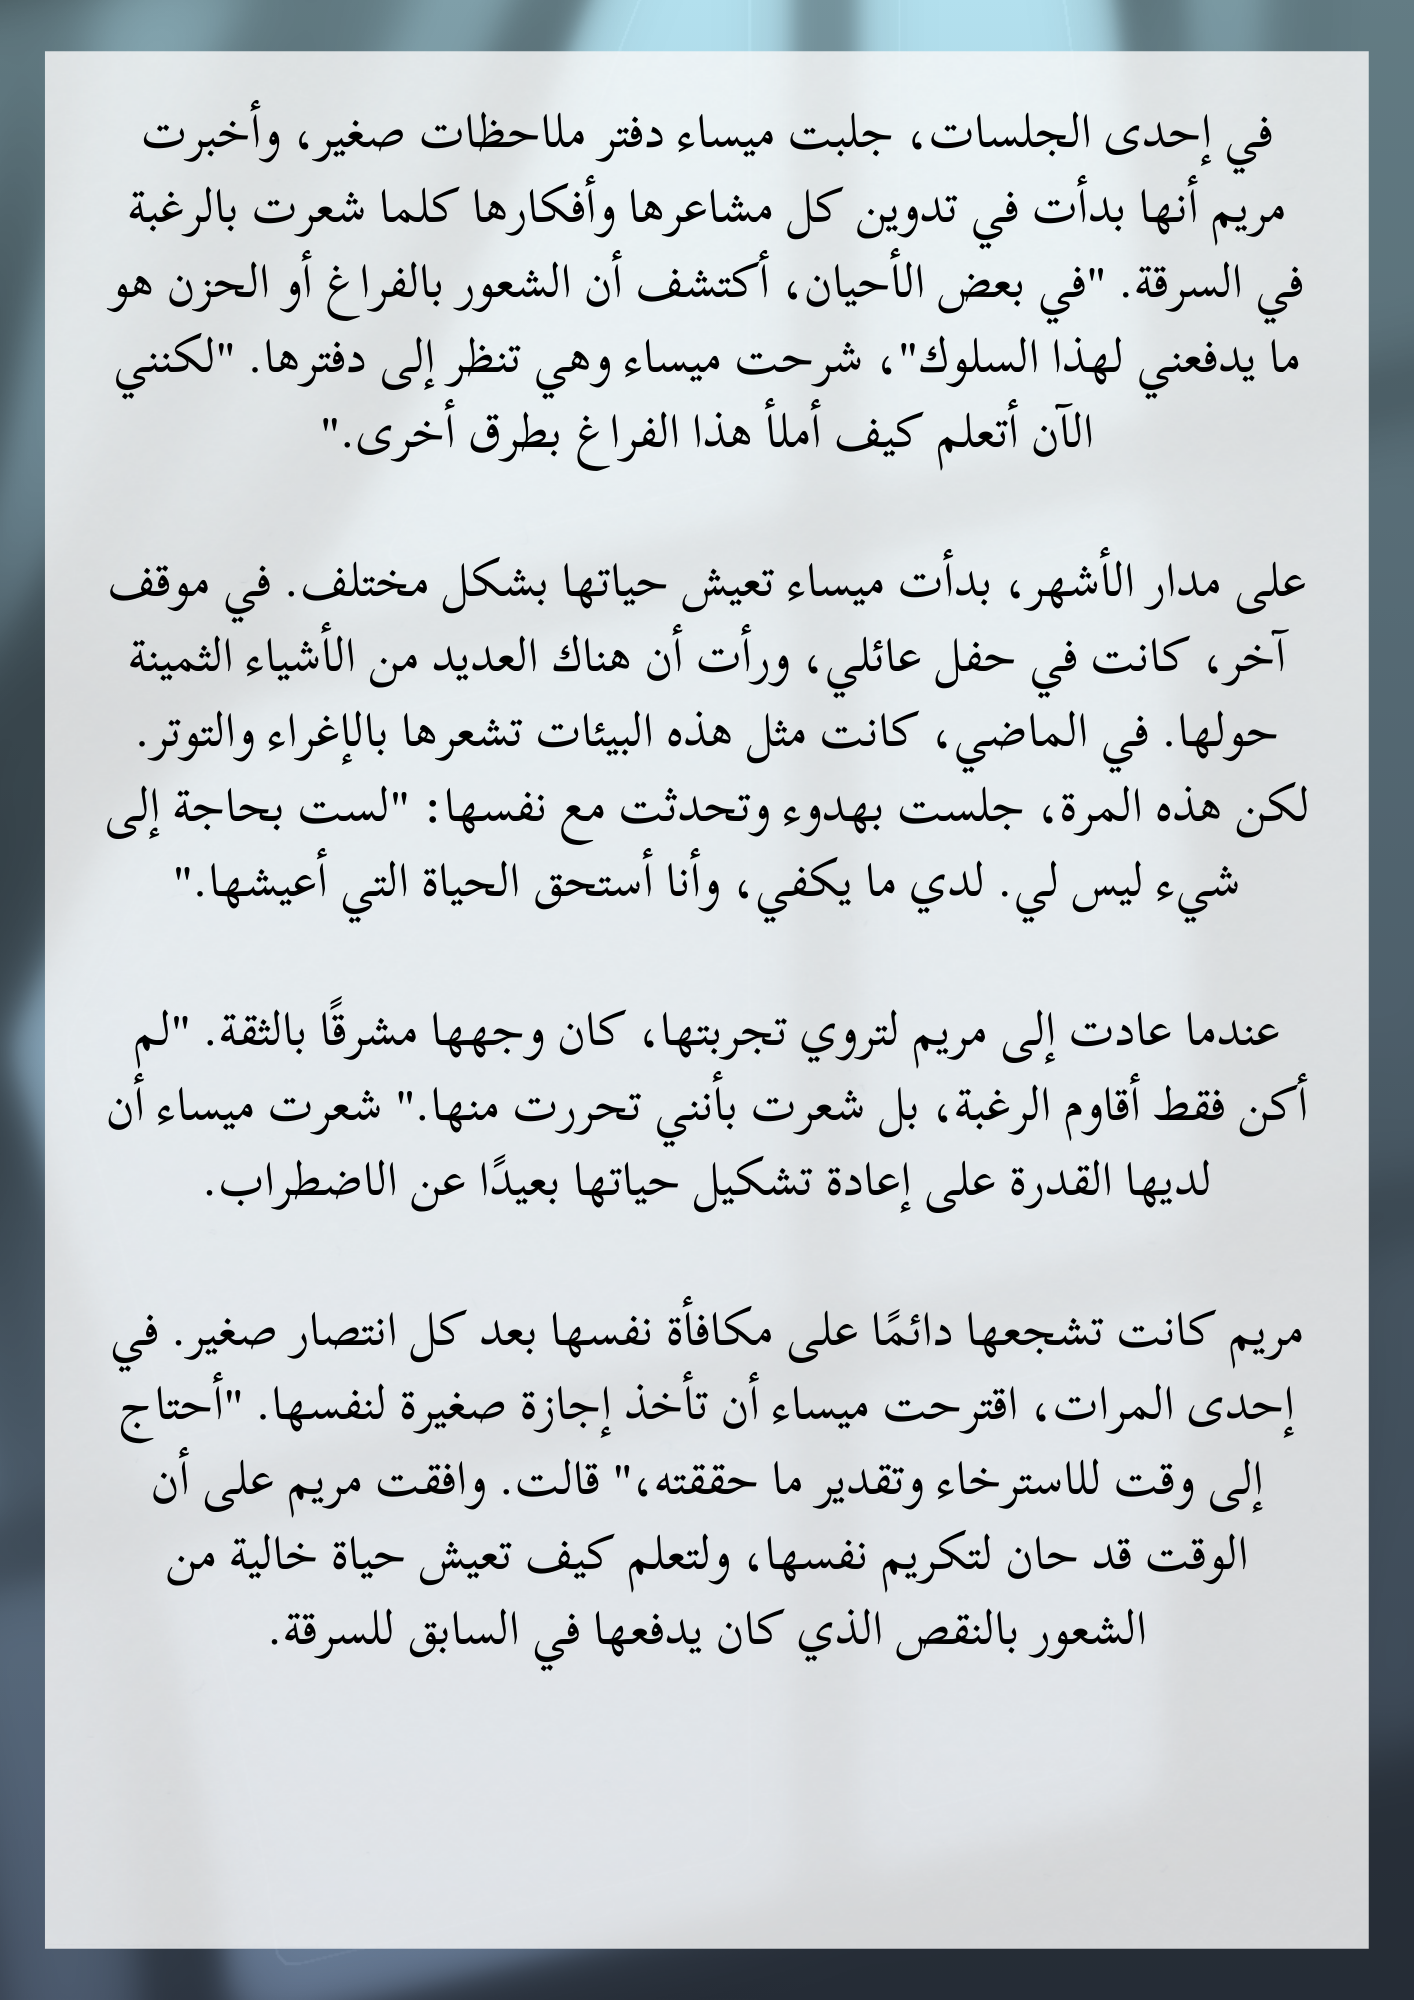 في إحدى الجلسات، جلبت ميساء دفتر ملاحظات صغير، وأخبرت
مريم أنها بدأت في تدوين كل مشاعرها وأفكارها كلما شعرت بالرغبة
في السرقة. "في بعض الأحيان، أكتشف أن الشعور بالفراغ أو الحزن هو
ما يدفعني لهذا السلوك"، شرحت ميساء وهي تنظر إلى دفترها. "لكنني
الآن أتعلم كيف أملأ هذا الفراغ بطرق أخرى."
على مدار الأشهر، بدأت ميساء تعيش حياتها بشكل مختلف. في موقف
آخر، كانت في حفل عائلي، ورأت أن هناك العديد من الأشياء الثمينة
حولها. في الماضي، كانت مثل هذه البيئات تشعرها بالإغراء والتوتر.
لكن هذه المرة، جلست بهدوء وتحدثت مع نفسها: "لست بحاجة إلى
شيء ليس لي. لدي ما يكفي، وأنا أستحق الحياة التي أعيشها."
عندما عادت إلى مريم لتروي تجربتها، كان وجهها مشرقًا بالثقة. "لم
أكن فقط أقاوم الرغبة، بل شعرت بأنني تحررت منها." شعرت ميساء أن
لديها القدرة على إعادة تشكيل حياتها بعيدًا عن الاضطراب.
مريم كانت تشجعها دائمًا على مكافأة نفسها بعد كل انتصار صغير. في
إحدى المرات، اقترحت ميساء أن تأخذ إجازة صغيرة لنفسها. "أحتاج
إلى وقت للاسترخاء وتقدير ما حققته،" قالت. وافقت مريم على أن
الوقت قد حان لتكريم نفسها، ولتعلم كيف تعيش حياة خالية من
الشعور بالنقص الذي كان يدفعها في السابق للسرقة.